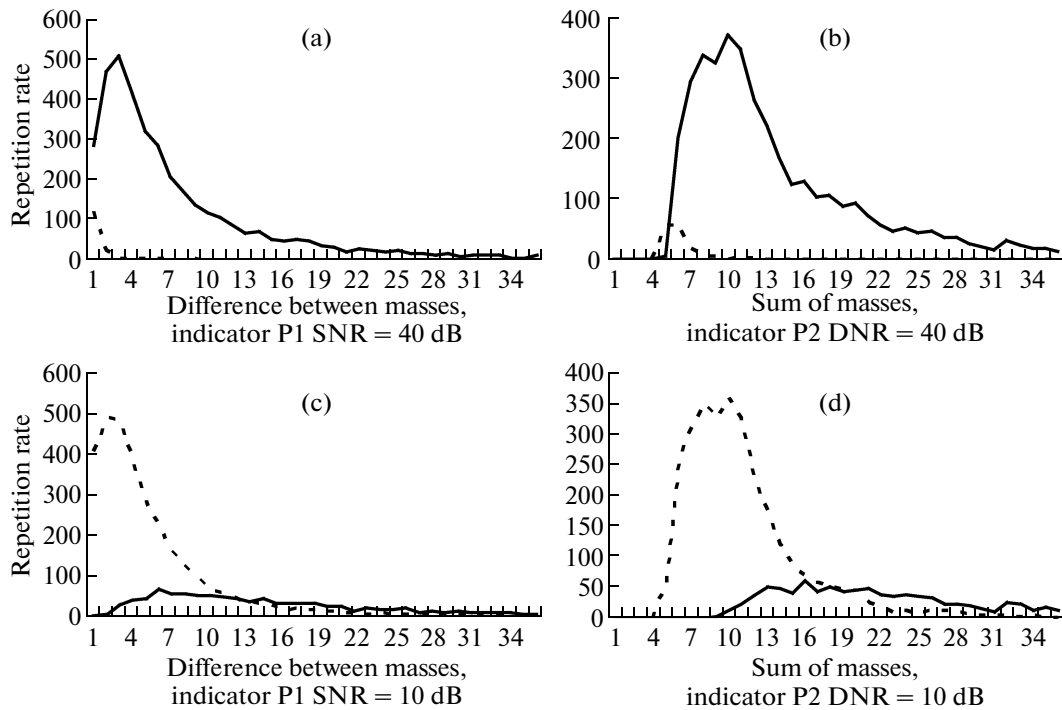 600
500
400
300
200
100
0
Repetition rate
(a)
1 4 7 10 13 16 19 22 25 28 31 34
Difference between masses,
indicator P1 SNR = 40 dB
400
300
200
100
0
(b)
1 4 7 10 13 16 19 22 25 28 31 34
Sum of masses,
indicator P2 DNR = 40 dB
600
500
400
300
200
100
0
Repetition rate
(c)
1 4 7 10 13 16 19 22 25 28 31 34
Difference between masses,
indicator P1 SNR = 10 dB
400
350
300
250
200
150
100
50
0
(d)
1 4 7 10 13 16 19 22 25 28 31 34
Sum of masses,
indicator P2 DNR = 10 dB